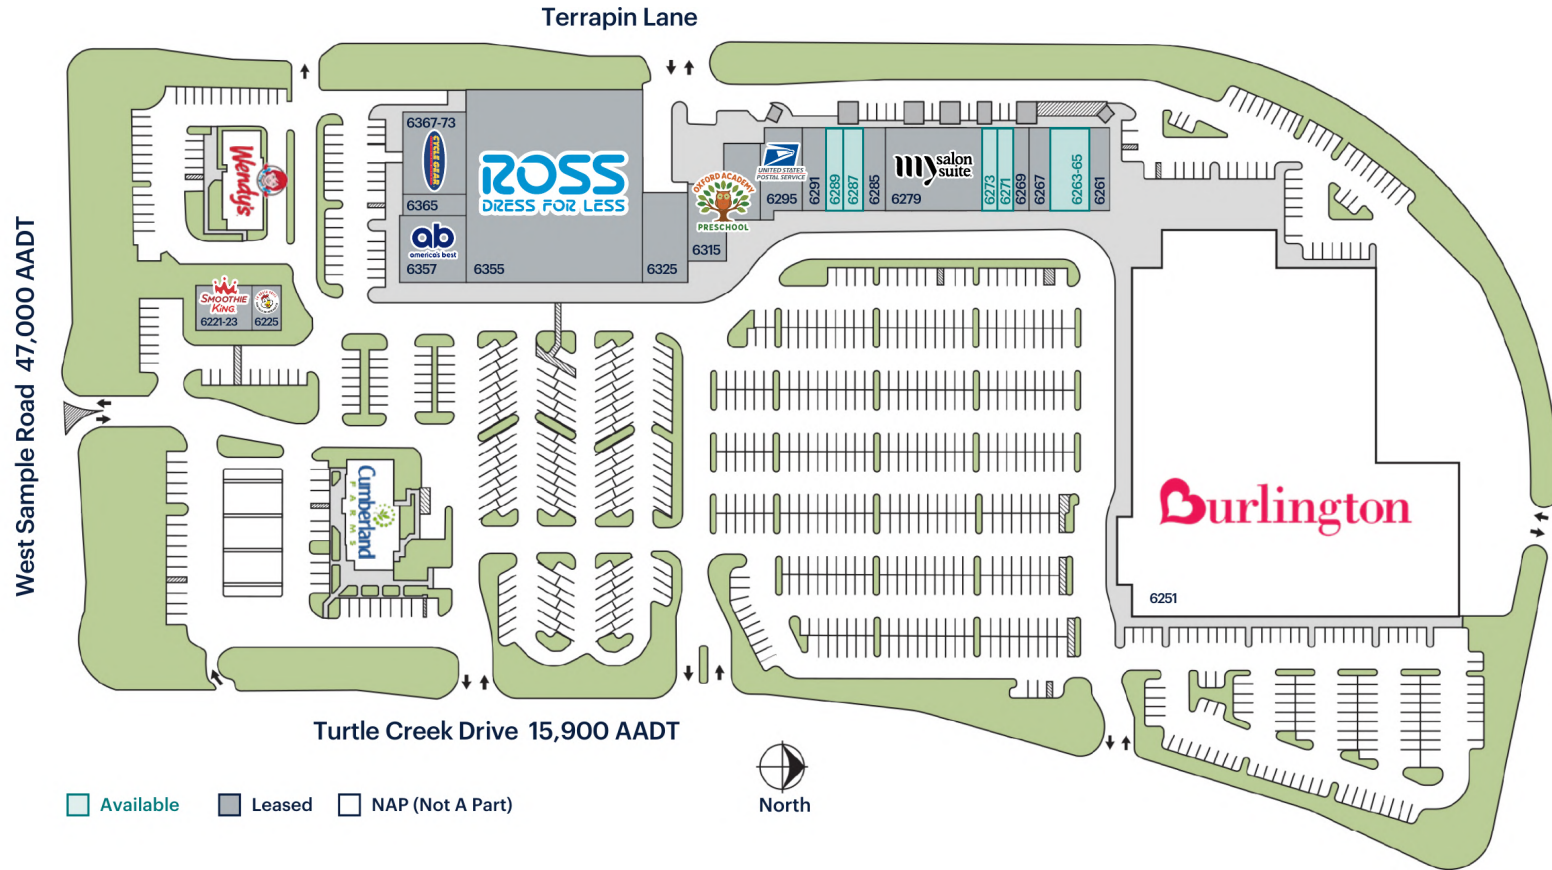 Terrapin Lane
West Sample Road 47,000 AADT
Wendy's
6367-73
CYCLE GEAR
6365
ab
america's best
6357
ROSS
DRESS FOR LESS
6355
6325
OXFORD ACADEMY
PRESCHOOL
6315
UNITED STATES
POSTAL SERVICE
6295
6291
6289
6287
6285
my salon
suite
6279
6273
6271
6269
6267
6263-65
6261
SMOOTHIE
KING
6221-23
6225
Cumberland
FARMS
Burlington
6251
Turtle Creek Drive 15,900 AADT
North
Available
Leased
NAP (Not A Part)